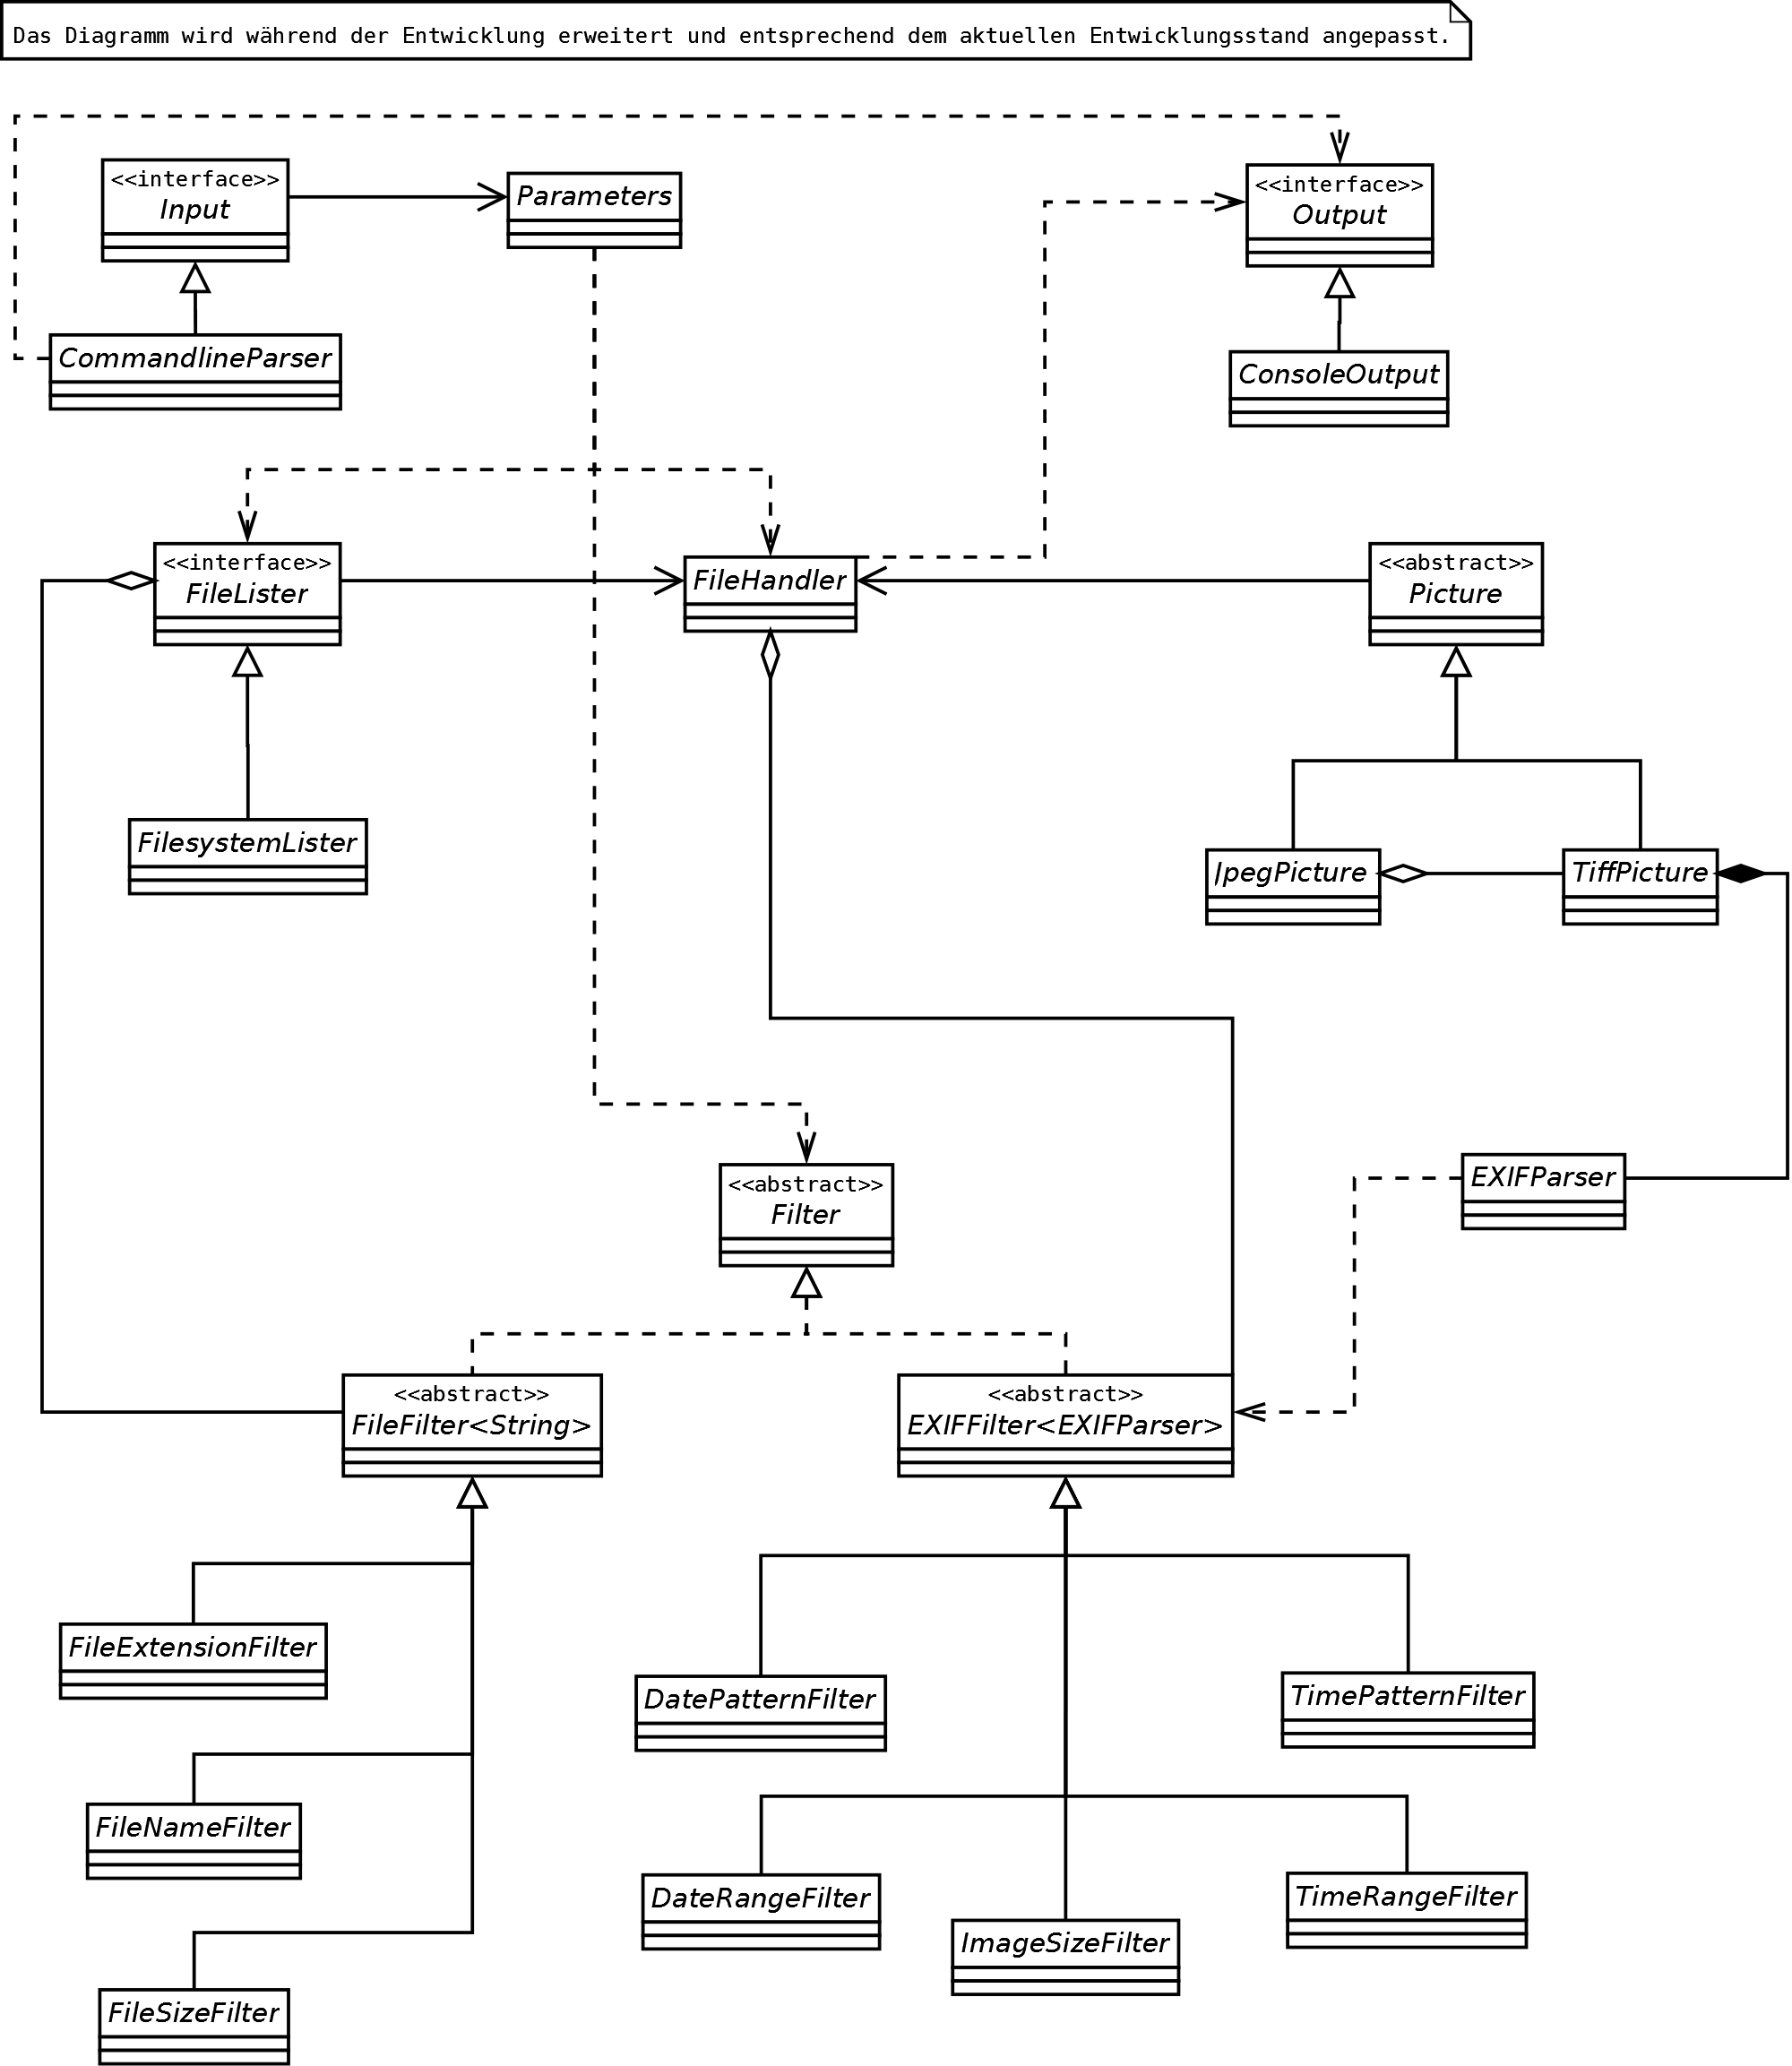 Das Diagramm wird während der Entwicklung erweitert und entsprechend dem aktuellen Entwicklungsstand angepasst.
<<interface>>
Input
Parameters
<<interface>>
Output
CommandlineParser
ConsoleOutput
<<interface>>
FileLister
FileHandler
<<abstract>>
Picture
FilesystemLister
JpegPicture
TiffPicture
<<abstract>>
Filter
EXIFParser
<<abstract>>
FileFilter<String>
<<abstract>>
EXIFFilter<EXIFParser>
FileExtensionFilter
DatePatternFilter
TimePatternFilter
FileNameFilter
DateRangeFilter
TimeRangeFilter
ImageSizeFilter
FileSizeFilter